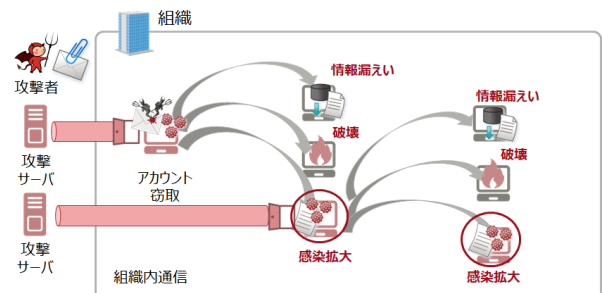 組織
攻撃者
情報漏えい
情報漏えい
破壊
破壊
攻撃
サーバ
アカウント
窃取
攻撃
サーバ
感染拡大
感染拡大
組織内通信